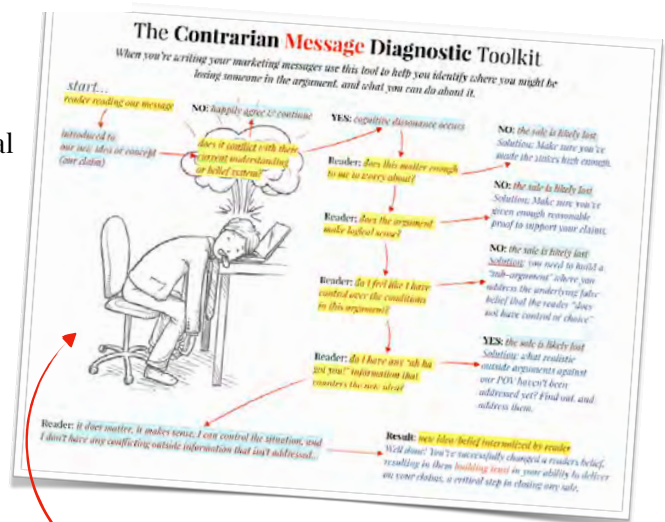 The Contrarian Message Diagnostic Toolkit
When you're writing your marketing messages use this tool to help you identify where you might be
losing someone in the argument, and what you can do about it.
al
start...
reader reading our message
introduced to
our new idea or concept
(our claim)
NO: happily agree & continue
does it conflict with their
current understanding
or belief system?
YES: cognitive dissonance occurs
Reader: does this matter enough
to me to worry about?
NO: the sale is likely lost
Solution: Make sure you've
made the stakes high enough.
Reader: does the argument
make logical sense?
NO: the sale is likely lost
Solution: Make sure you've
given enough reasonable
proof to support your claims.
Reader: do I feel like I have
control over the conditions
in this argument?
NO: the sale is likely lost
Solution: you need to build a
"sub-argument" where you
address the underlying false
belief that the reader "does
not have control or choice"
Reader: do I have any "ah ha
got you!" information that
counters the new idea?
YES: the sale is likely lost
Solution: what realistic
outside arguments against
our POV haven't been
addressed yet? Find out, and
address them.
Reader: it does matter, it makes sense, I can control the situation, and
I don't have any conflicting outside information that isn't addressed...
Result: new idea/belief internalized by reader
Well done! You've successfully changed a readers belief,
resulting in them building trust in your ability to deliver
on your claims, a critical step in closing any sale.